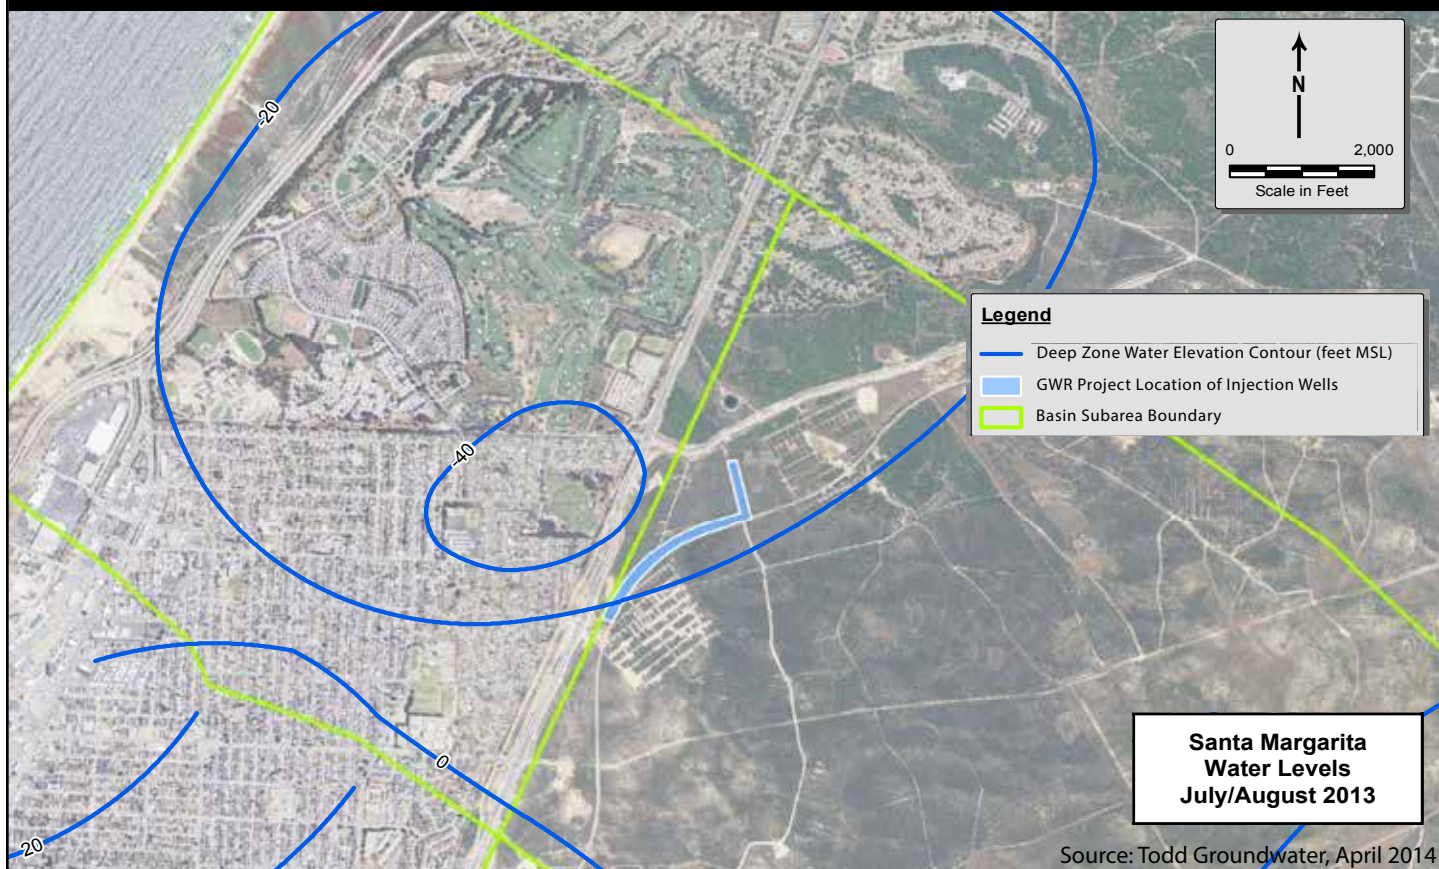 -20
N
0 2,000
Scale in Feet
Legend
Deep Zone Water Elevation Contour (feet MSL)
GWR Project Location of Injection Wells
Basin Subarea Boundary
-40
0
20
Santa Margarita
Water Levels
July/August 2013
Source: Todd Groundwater, April 2014